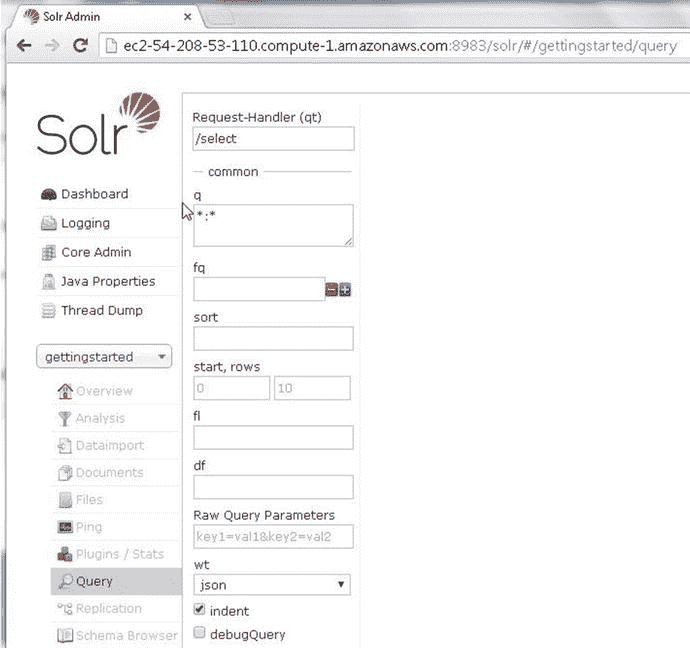 Solr Admin
ec2-54-208-53-110.compute-1.amazonaws.com:8983/solr/#/gettingstarted/query
Solr
Dashboard
Logging
Core Admin
Java Properties
Thread Dump
gettingstarted
Overview
Analysis
Dataimport
Documents
Files
Ping
Plugins / Stats
Query
Replication
Schema Browser
Request-Handler (qt)
/select
common
q
*:*
fq
sort
start, rows
0 10
fl
df
Raw Query Parameters
key1=val1&key2=val2
wt
json
indent
debugQuery